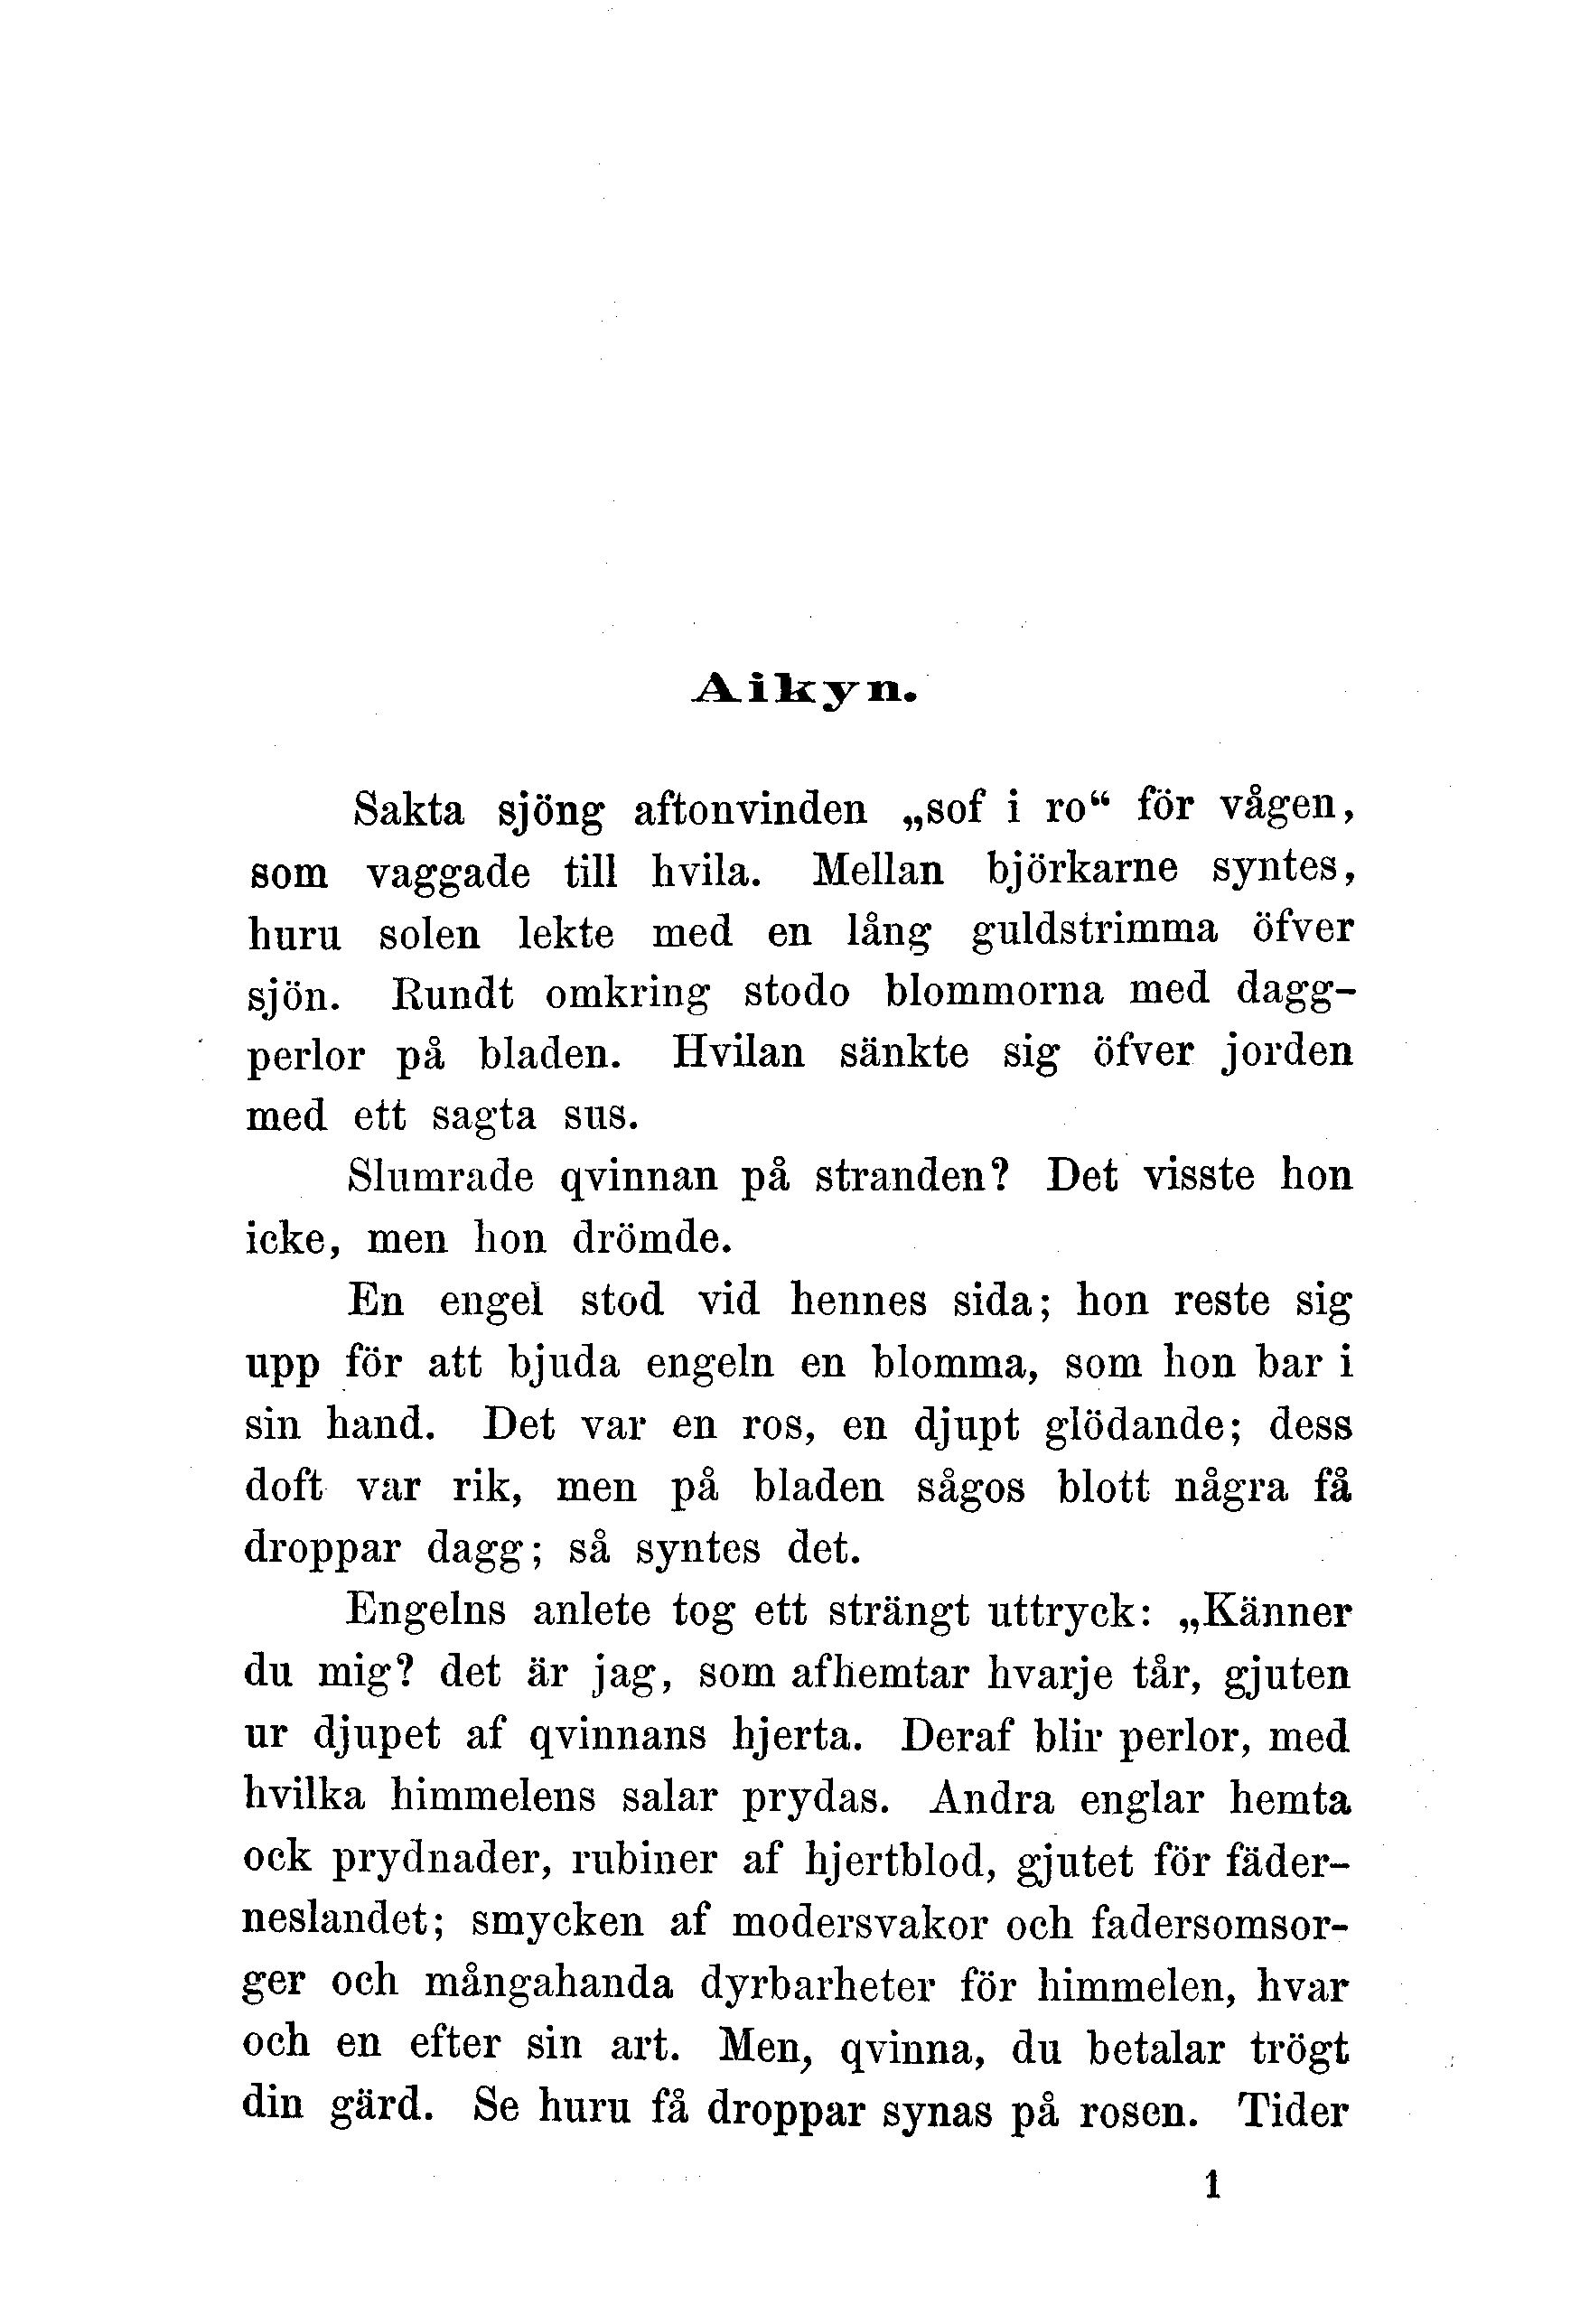 Aikyn.
Sakta sjöng aftonvinden „sof i ro“ för vågen,
som vaggade till hvila. Mellan björkarne syntes,
huru solen lekte med en lång guldstrimma öfver
sjön. Rundt omkring stodo blommorna med dagg-
perlor på bladen. Hvilan sänkte sig öfver jorden
med ett sagta sus.
Slumrade qvinnan på stranden? Det visste hon
icke, men hon drömde.
En engel stod vid hennes sida; hon reste sig
upp för att bjuda engeln en blomma, som hon bar i
sin hand. Det var en ros, en djupt glödande; dess
doft var rik, men på bladen sågos blott några få
droppar dagg; så syntes det.
Engelns anlete tog ett strängt uttryck: „Känner
du mig? det är jag, som afhemtar hvarje tår, gjuten
ur djupet af qvinnans hjerta. Deraf blir perlor, med
hvilka himmelens salar prydas. Andra englar hemta
ock prydnader, rubiner af hjertblod, gjutet för fäder-
neslandet; smycken af modersvakor och fadersomsor-
ger och mångahanda dyrbarheter för himmelen, hvar
och en efter sin art. Men, qvinna, du betalar trögt
din gärd. Se huru få droppar synas på rosen. Tider
1